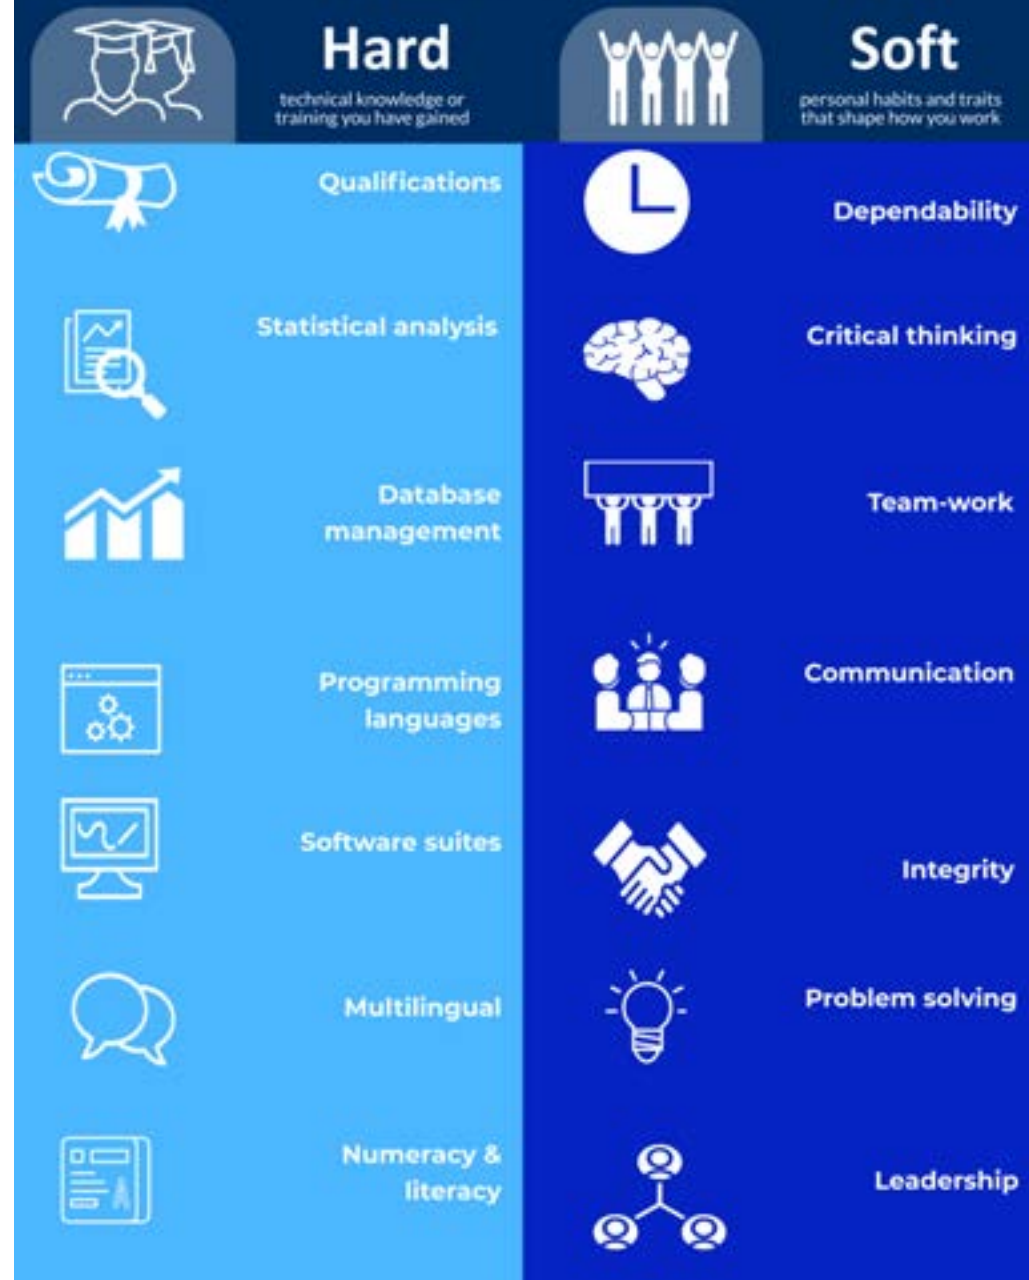 Hard
technical knowledge or
training you have gained
Qualifications
Statistical analysis
Database
management
Programming
languages
Software suites
Multilingual
Numeracy &
literacy
Soft
personal habits and traits
that shape how you work
Dependability
Critical thinking
Team-work
Communication
Integrity
Problem solving
Leadership